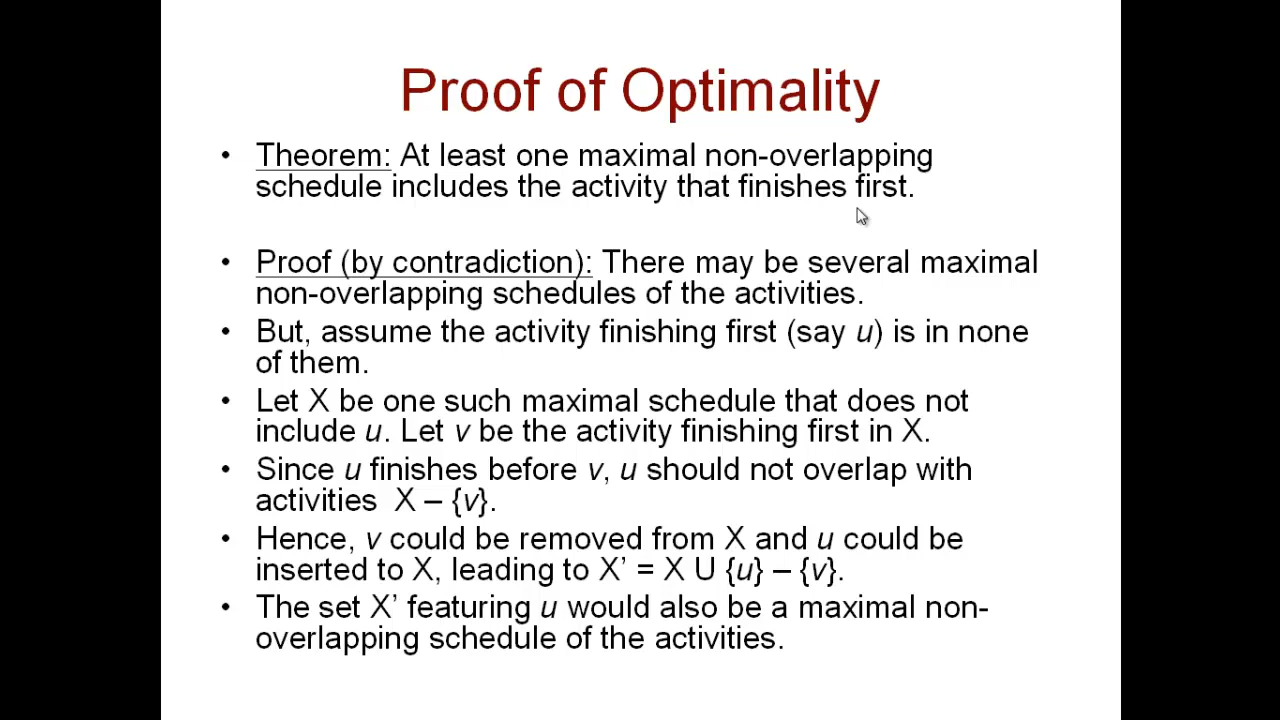 Proof of Optimality
• Theorem: At least one maximal non-overlapping
schedule includes the activity that finishes first.
• Proof (by contradiction): There may be several maximal
non-overlapping schedules of the activities.
• But, assume the activity finishing first (say u) is in none
of them.
• Let X be one such maximal schedule that does not
include u. Let v be the activity finishing first in X.
• Since u finishes before v, u should not overlap with
activities X – {v}.
• Hence, v could be removed from X and u could be
inserted to X, leading to X’ = X U {u} – {v}.
• The set X’ featuring u would also be a maximal non-
overlapping schedule of the activities.